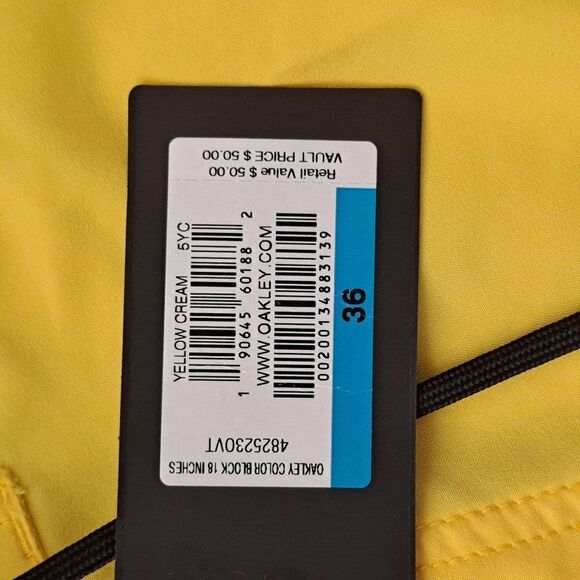 Retail Value $ 50.00
VAULT PRICE $ 50.00
YELLOW CREAM 5YC
1 90645 60188 2
WWW.OAKLEY.COM
00200134883139
36
4825230VT
OAKLEY COLOR BLOCK 18 INCHES